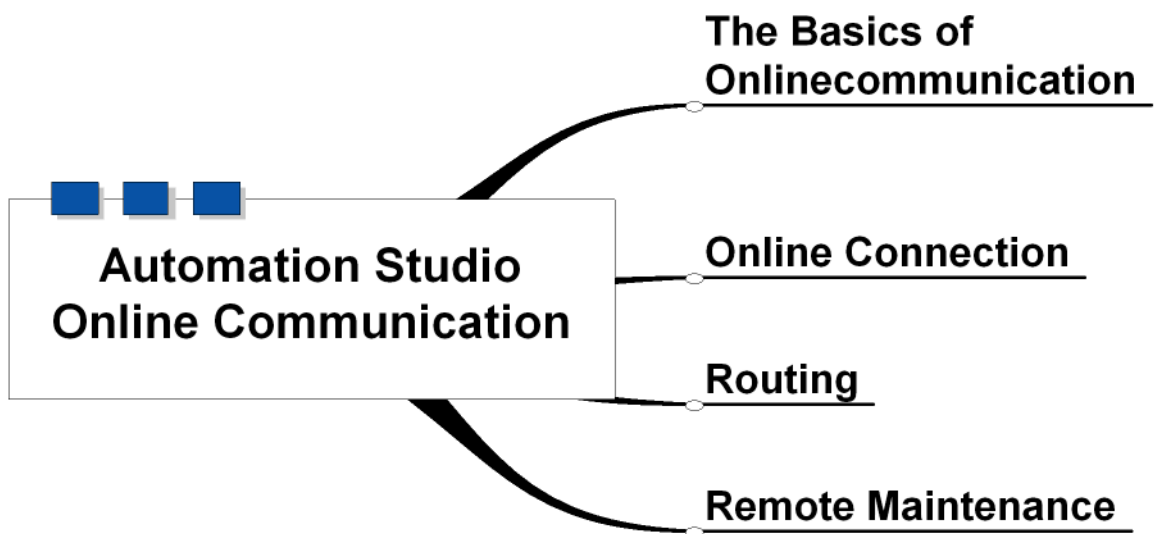 The Basics of
Onlinecommunication
Automation Studio
Online Communication
Online Connection
Routing
Remote Maintenance